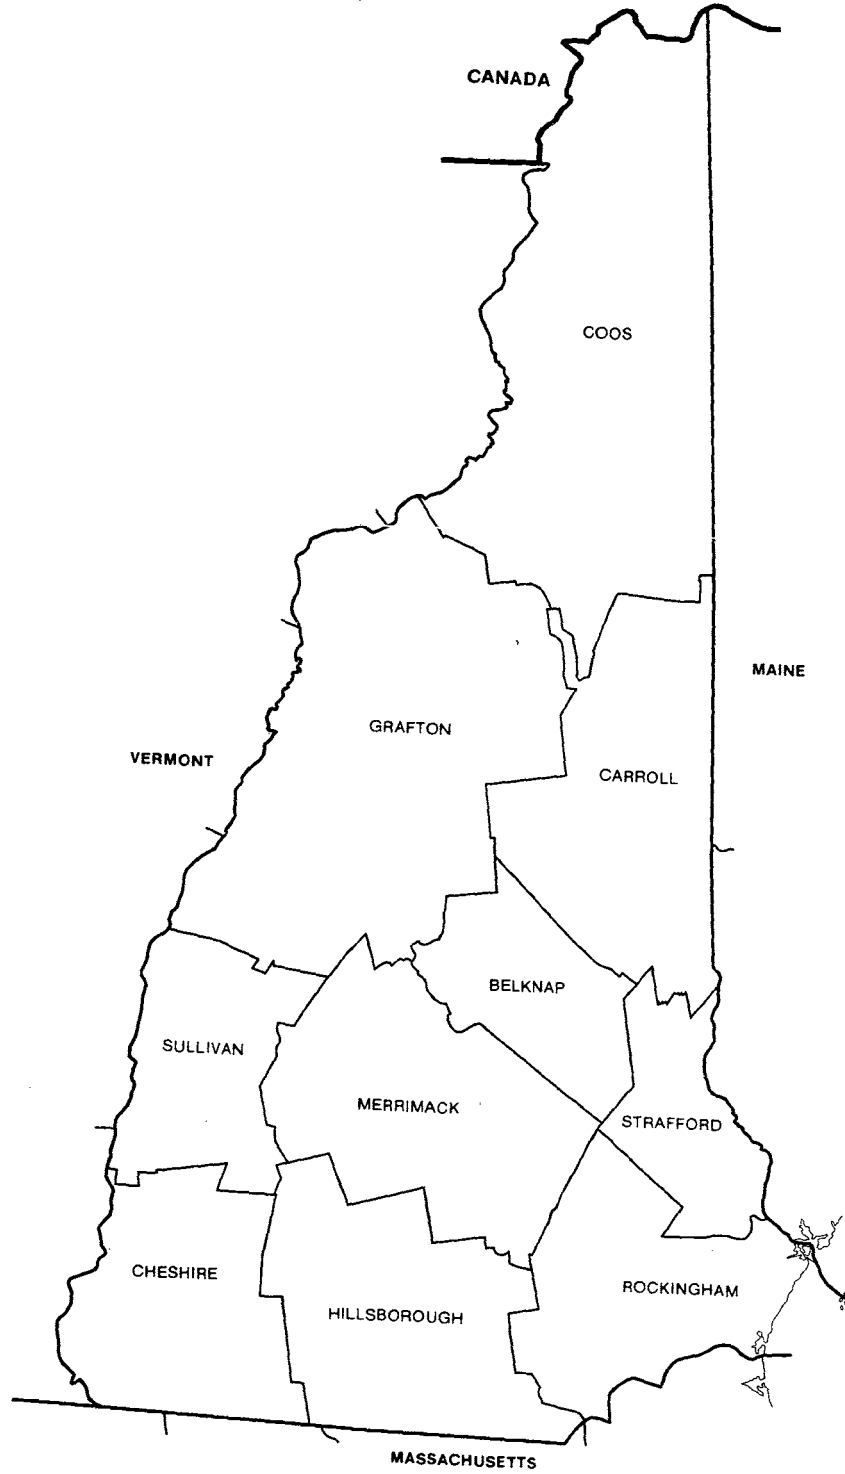 CANADA
COOS
MAINE
GRAFTON
VERMONT
CARROLL
BELKNAP
SULLIVAN
MERRIMACK
STRAFFORD
CHESHIRE
ROCKINGHAM
HILLSBOROUGH
MASSACHUSETTS